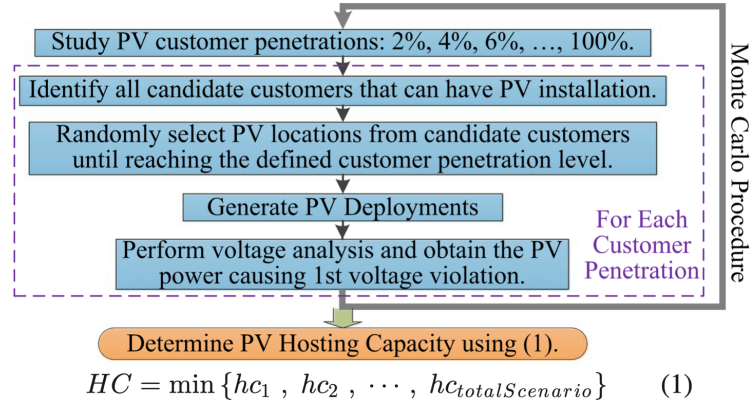 Study PV customer penetrations: 2%, 4%, 6%, …, 100%.
Identify all candidate customers that can have PV installation.
Randomly select PV locations from candidate customers
until reaching the defined customer penetration level.
Generate PV Deployments
Perform voltage analysis and obtain the PV
power causing 1st voltage violation.
For Each
Customer
Penetration
Monte Carlo Procedure
Determine PV Hosting Capacity using (1).
HC = min {hc₁ , hc₂ , ⋯ , hc_{totalScenario}} (1)